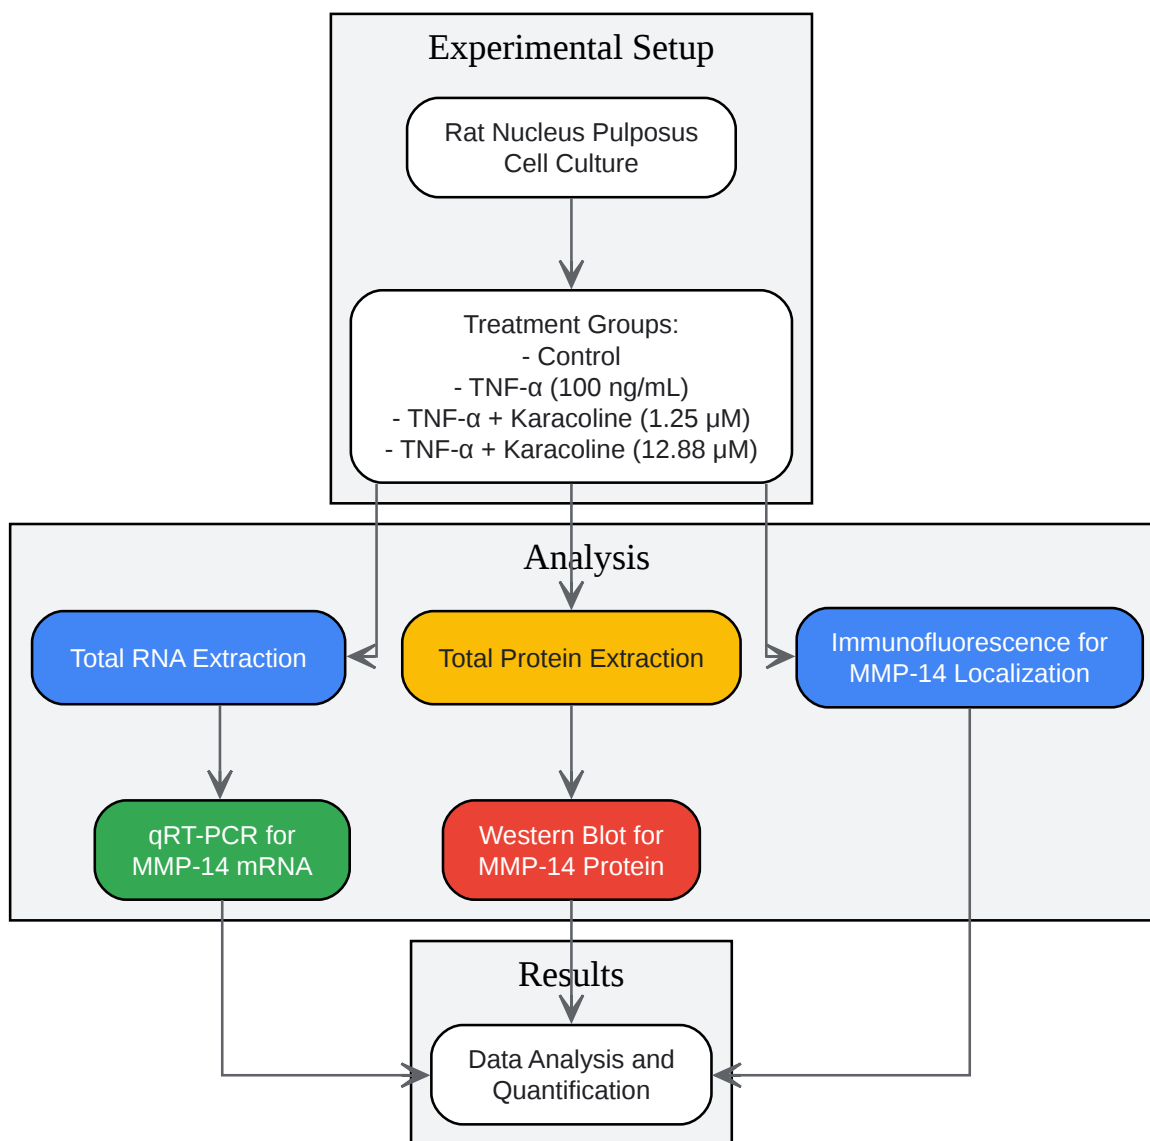 Experimental Setup
Rat Nucleus Pulposus
Cell Culture
Treatment Groups:
- Control
- TNF-α (100 ng/mL)
- TNF-α + Karacoline (1.25 μM)
- TNF-α + Karacoline (12.88 μM)
Analysis
Total RNA Extraction
Total Protein Extraction
Immunofluorescence for
MMP-14 Localization
qRT-PCR for
MMP-14 mRNA
Western Blot for
MMP-14 Protein
Results
Data Analysis and
Quantification